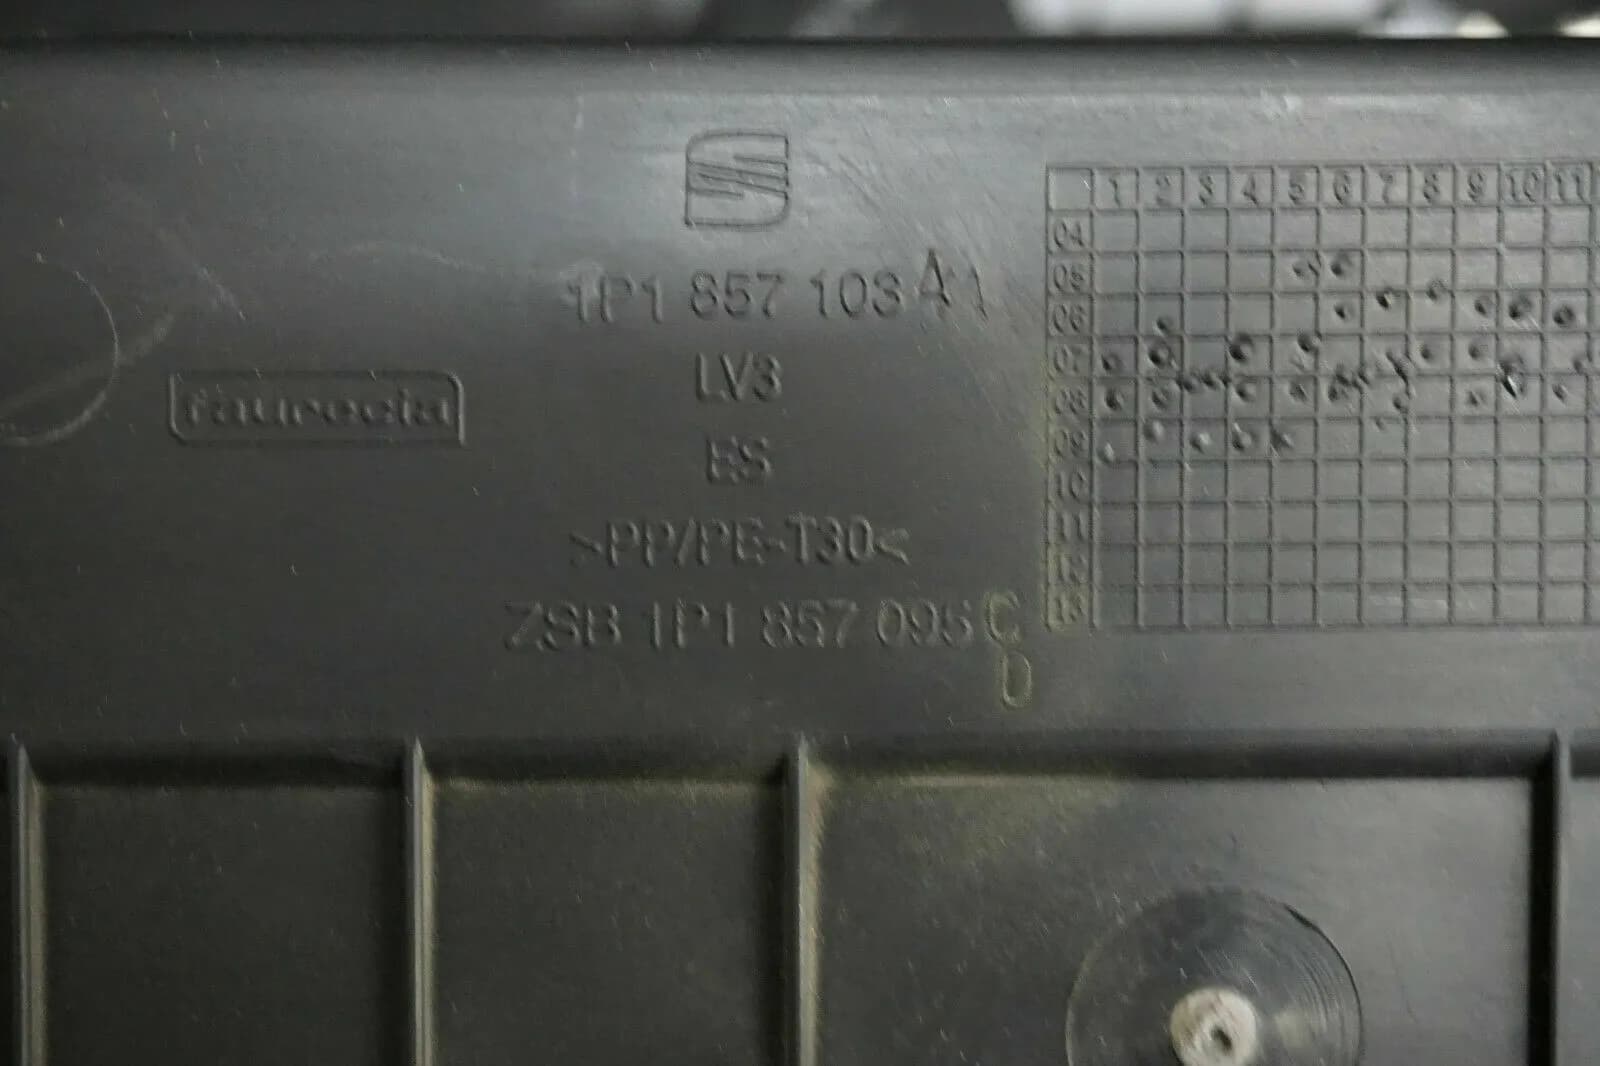 1P1 857 103 A
faurecia
LV3
ES
>PP/PE-T30<
ZSB 1P1 857 095 C
D
1 2 3 4 5 6 7 8 9 10 11
04
05
06
07
08
09
10
11
12
13